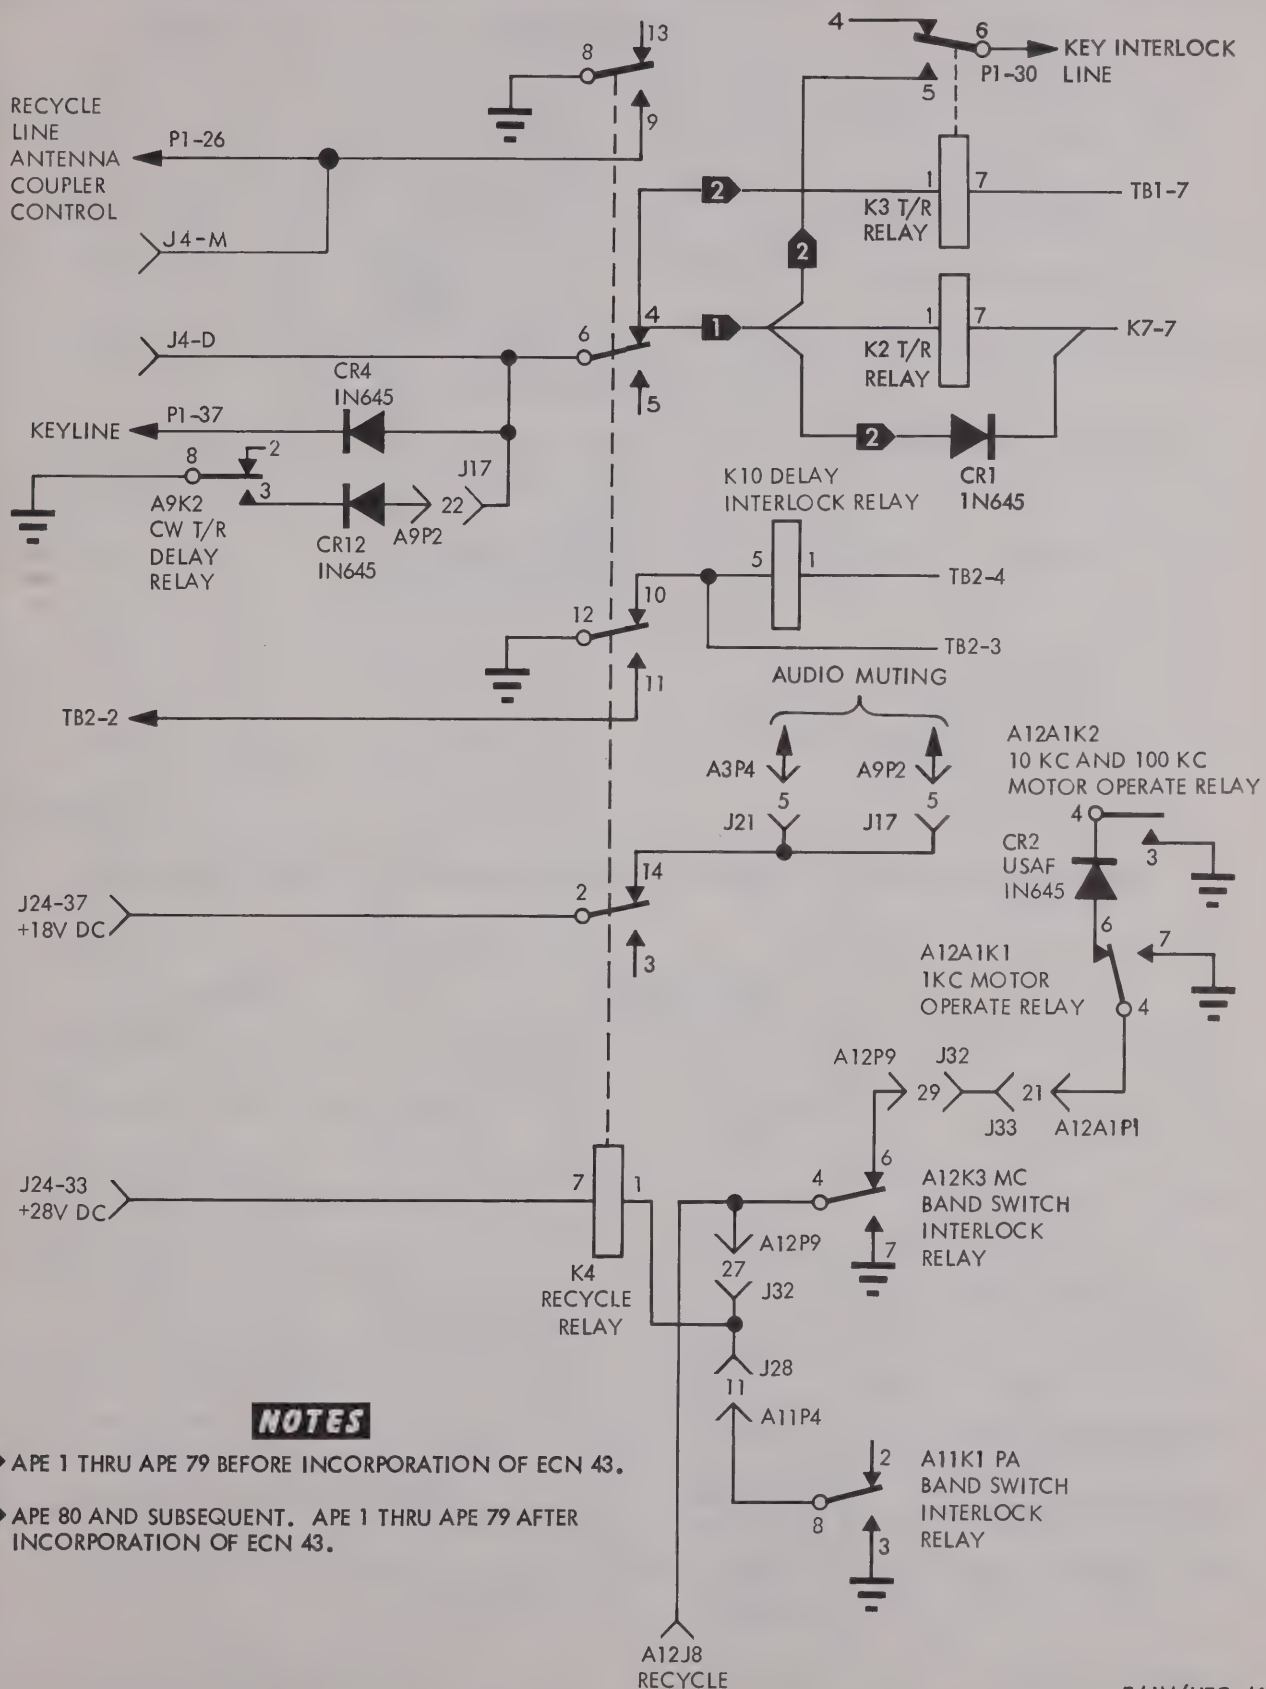 13
8
9
4
6
KEY INTERLOCK
LINE
P1-30
5
RECYCLE
LINE
ANTENNA
COUPLER
CONTROL
P1-26
J4-M
2
1
7
TB1-7
K3 T/R
RELAY
2
J4-D
6
4
5
1
1
7
K7-7
K2 T/R
RELAY
CR4
IN645
P1-37
KEYLINE
8
2
3
J17
22
A9P2
A9K2
CW T/R
DELAY
RELAY
CR12
IN645
2
CR1
1N645
K10 DELAY
INTERLOCK RELAY
5
1
TB2-4
TB2-3
12
10
11
TB2-2
AUDIO MUTING
A3P4
5
J21
A9P2
5
J17
A12A1K2
10 KC AND 100 KC
MOTOR OPERATE RELAY
4
3
CR2
USAF
IN645
J24-37
+18V DC
2
14
3
6
7
A12A1K1
1KC MOTOR
OPERATE RELAY
4
A12P9
29
J32
J33
21
A12A1P1
J24-33
+28V DC
7
1
K4
RECYCLE
RELAY
4
6
7
A12K3 MC
BAND SWITCH
INTERLOCK
RELAY
A12P9
27
J32
J28
11
A11P4
2
8
3
A11K1 PA
BAND SWITCH
INTERLOCK
RELAY
NOTES
APE 1 THRU APE 79 BEFORE INCORPORATION OF ECN 43.
APE 80 AND SUBSEQUENT. APE 1 THRU APE 79 AFTER
INCORPORATION OF ECN 43.
A12J8
RECYCLE